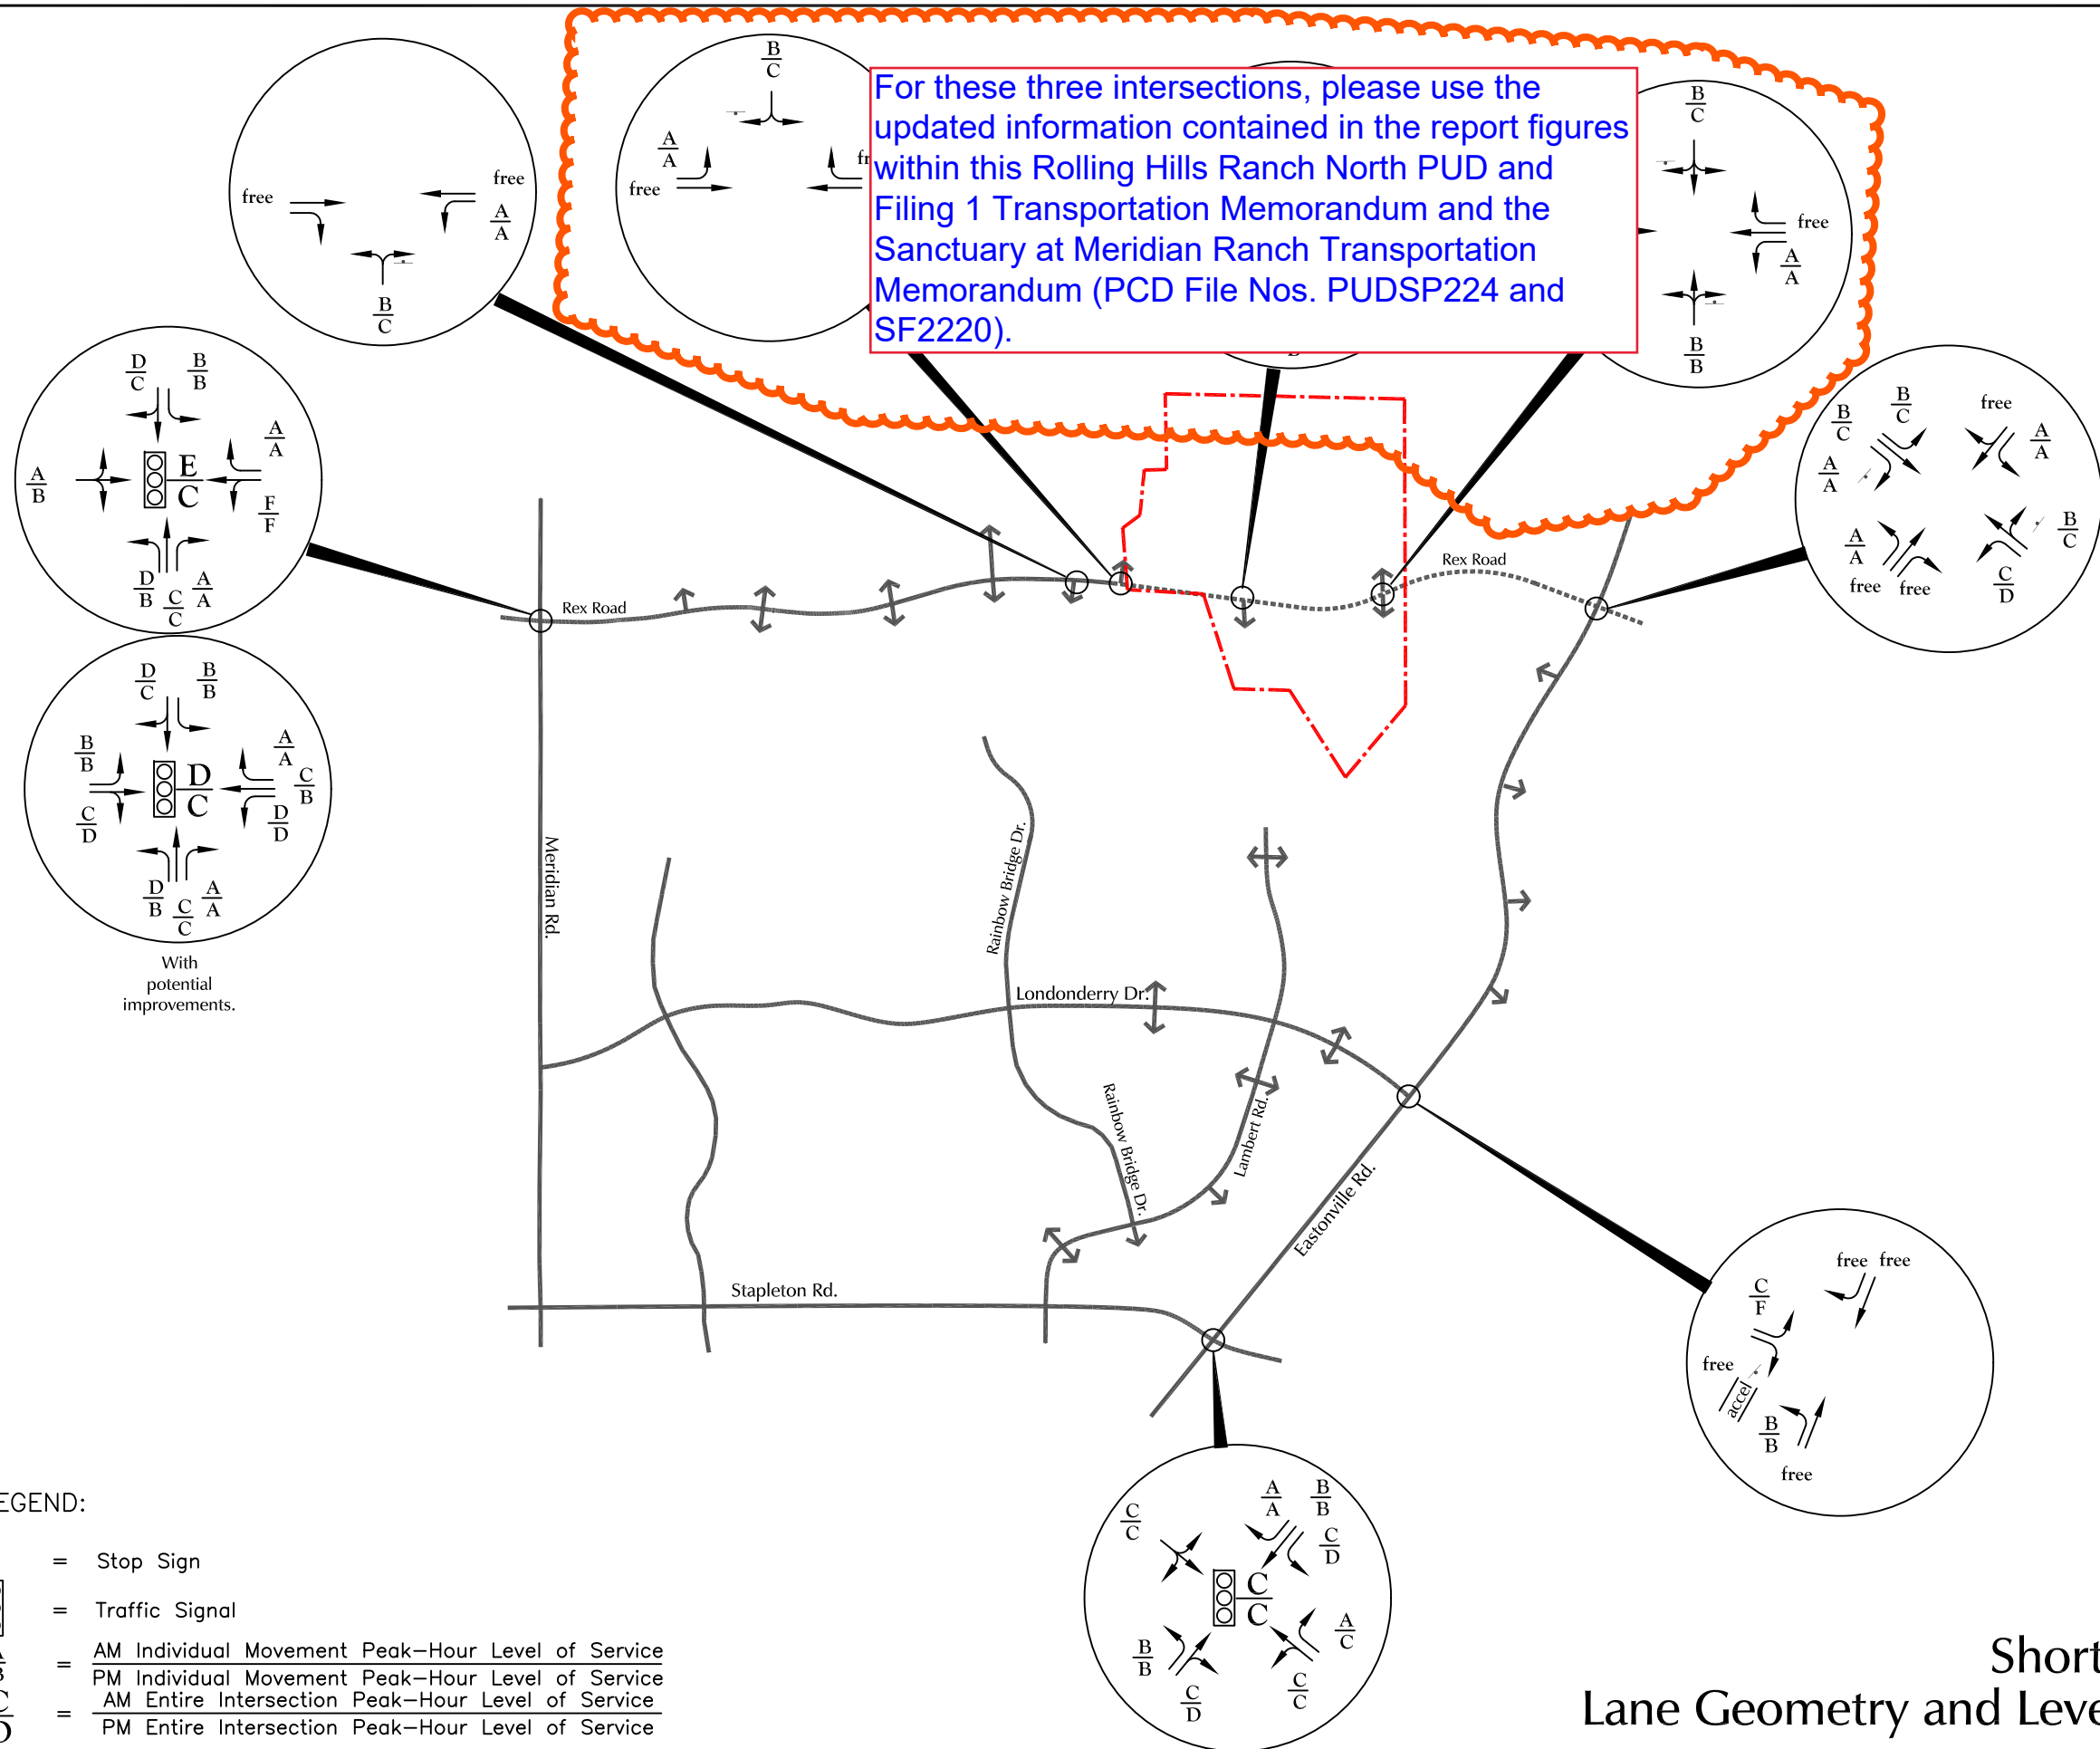 B
C
For these three intersections, please use the
updated information contained in the report figures
within this Rolling Hills Ranch North PUD and
Filing 1 Transportation Memorandum and the
Sanctuary at Meridian Ranch Transportation
Memorandum (PCD File Nos. PUDSP224 and
SF2220).
A
A
free
free
free
A
A
B
C
B
C
free
A
A
B
B
D
C
B
B
A
A
A
B
E
C
F
F
D
B
C
C
A
A
B
C
B
C
free
A
A
A
A
A
A
free
free
B
C
C
D
Rex Road
Rex Road
D
C
B
B
B
B
A
A
D
C
C
B
C
D
D
D
D
B
C
C
A
A
With
potential
improvements.
Meridian Rd.
Rainbow Bridge Dr.
Londonderry Dr.
Rainbow Bridge Dr.
Lambert Rd.
Eastonville Rd.
Stapleton Rd.
free free
C
F
free
accel
B
B
free
C
C
A
A
B
B
C
D
C
C
B
B
C
D
A
C
C
C
EGEND:
= Stop Sign
= Traffic Signal
= AM Individual Movement Peak-Hour Level of Service
PM Individual Movement Peak-Hour Level of Service
= AM Entire Intersection Peak-Hour Level of Service
PM Entire Intersection Peak-Hour Level of Service
Short
Lane Geometry and Leve